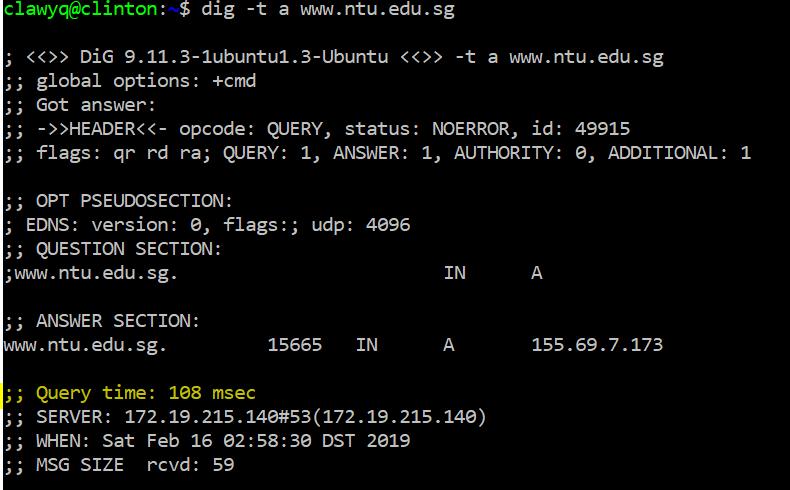 clawyq@clinton:~$ dig -t a www.ntu.edu.sg
; <<>> DiG 9.11.3-1ubuntu1.3-Ubuntu <<>> -t a www.ntu.edu.sg
;; global options: +cmd
;; Got answer:
;; ->>HEADER<<- opcode: QUERY, status: NOERROR, id: 49915
;; flags: qr rd ra; QUERY: 1, ANSWER: 1, AUTHORITY: 0, ADDITIONAL: 1
;; OPT PSEUDOSECTION:
; EDNS: version: 0, flags:; udp: 4096
;; QUESTION SECTION:
;www.ntu.edu.sg. IN A
;; ANSWER SECTION:
www.ntu.edu.sg. 15665 IN A 155.69.7.173
;; Query time: 108 msec
;; SERVER: 172.19.215.140#53(172.19.215.140)
;; WHEN: Sat Feb 16 02:58:30 DST 2019
;; MSG SIZE rcvd: 59